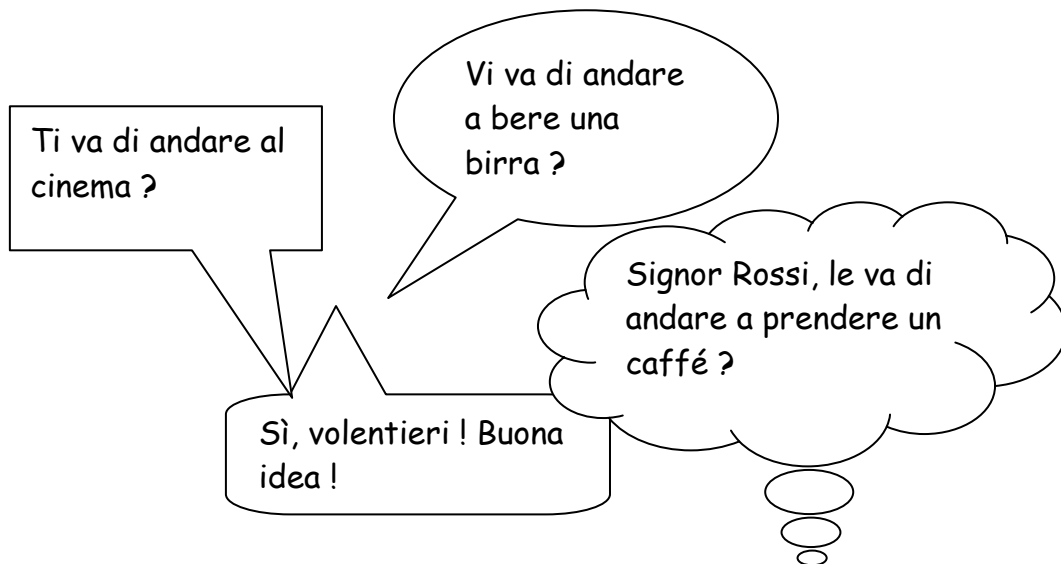 Ti va di andare al
cinema ?
Vi va di andare
a bere una
birra ?
Signor Rossi, le va di
andare a prendere un
caffé ?
Sì, volentieri ! Buona
idea !